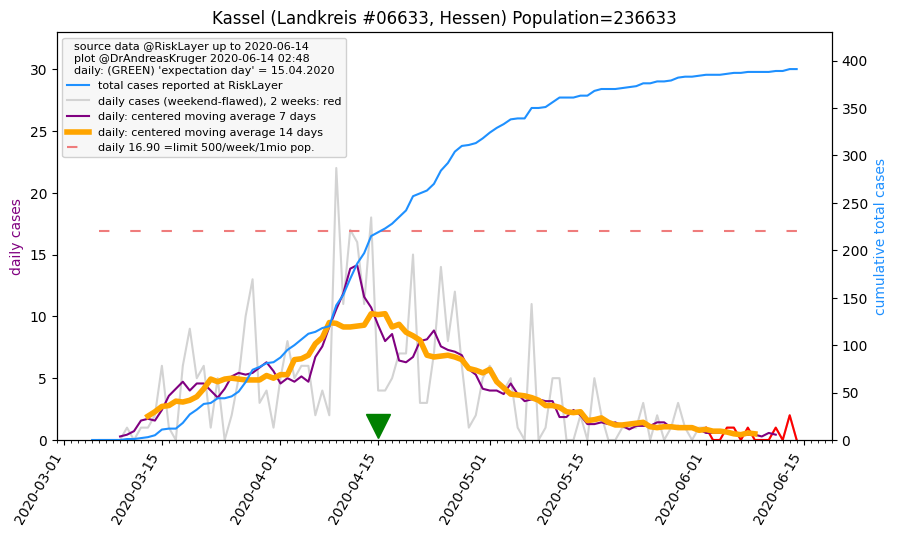 Kassel (Landkreis #06633, Hessen) Population=236633
source data @RiskLayer up to 2020-06-14
plot @DrAndreasKruger 2020-06-14 02:48
daily: (GREEN) 'expectation day' = 15.04.2020
total cases reported at RiskLayer
daily cases (weekend-flawed), 2 weeks: red
daily: centered moving average 7 days
daily: centered moving average 14 days
daily 16.90 =limit 500/week/1mio pop.
daily cases
30
25
20
15
10
5
0
cumulative total cases
400
350
300
250
200
150
100
50
0
2020-03-01
2020-03-15
2020-04-01
2020-04-15
2020-05-01
2020-05-15
2020-06-01
2020-06-15